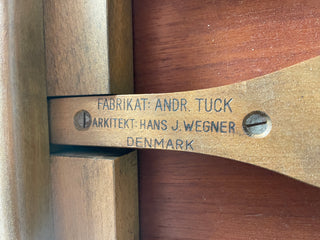 FABRIKAT: ANDR. TUCK
ARKITEKT: HANS J. WEGNER
DENMARK